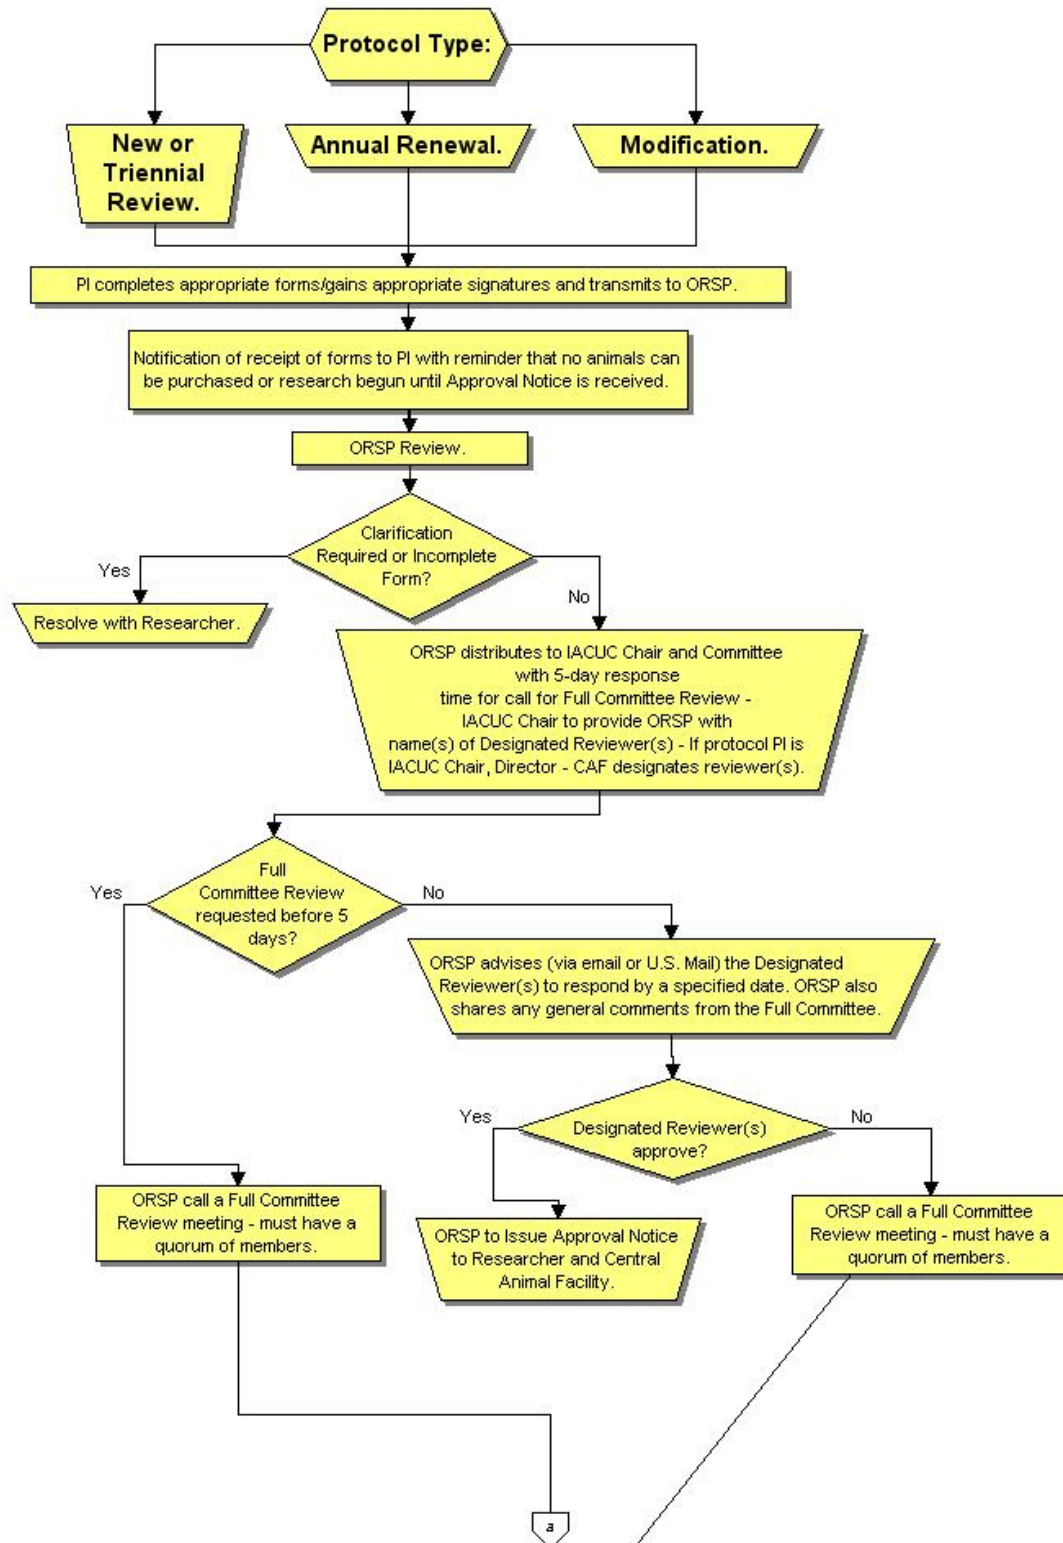 Protocol Type:
New or
Triennial
Review.
Annual Renewal.
Modification.
PI completes appropriate forms/gains appropriate signatures and transmits to ORSP.
Notification of receipt of forms to PI with reminder that no animals can
be purchased or research begun until Approval Notice is received.
ORSP Review.
Clarification
Required or Incomplete
Form?
Yes
No
Resolve with Researcher.
ORSP distributes to IACUC Chair and Committee
with 5-day response
time for call for Full Committee Review -
IACUC Chair to provide ORSP with
name(s) of Designated Reviewer(s) - If protocol PI is
IACUC Chair, Director - CAF designates reviewer(s).
Full
Committee Review
requested before 5
days?
Yes
No
ORSP advises (via email or U.S. Mail) the Designated
Reviewer(s) to respond by a specified date. ORSP also
shares any general comments from the Full Committee.
Designated Reviewer(s)
approve?
Yes
No
ORSP call a Full Committee
Review meeting - must have a
quorum of members.
ORSP to Issue Approval Notice
to Researcher and Central
Animal Facility.
ORSP call a Full Committee
Review meeting - must have a
quorum of members.
a